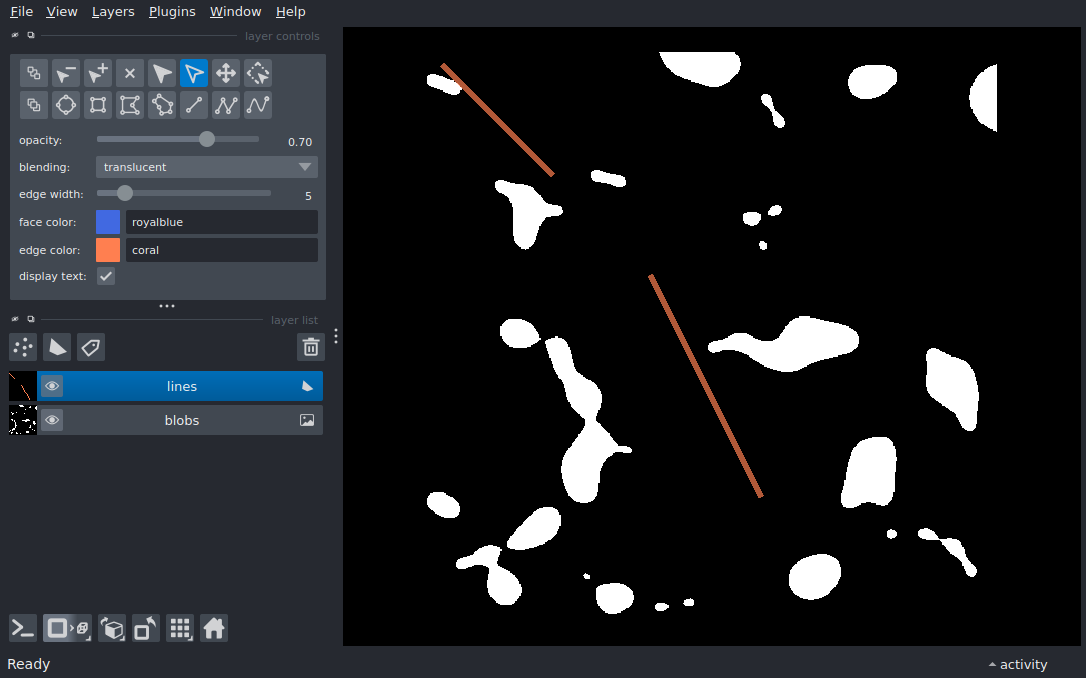 File View Layers Plugins Window Help
layer controls
opacity: 0.70
blending: translucent
edge width: 5
face color: royalblue
edge color: coral
display text:
layer list
lines
blobs
Ready
activity